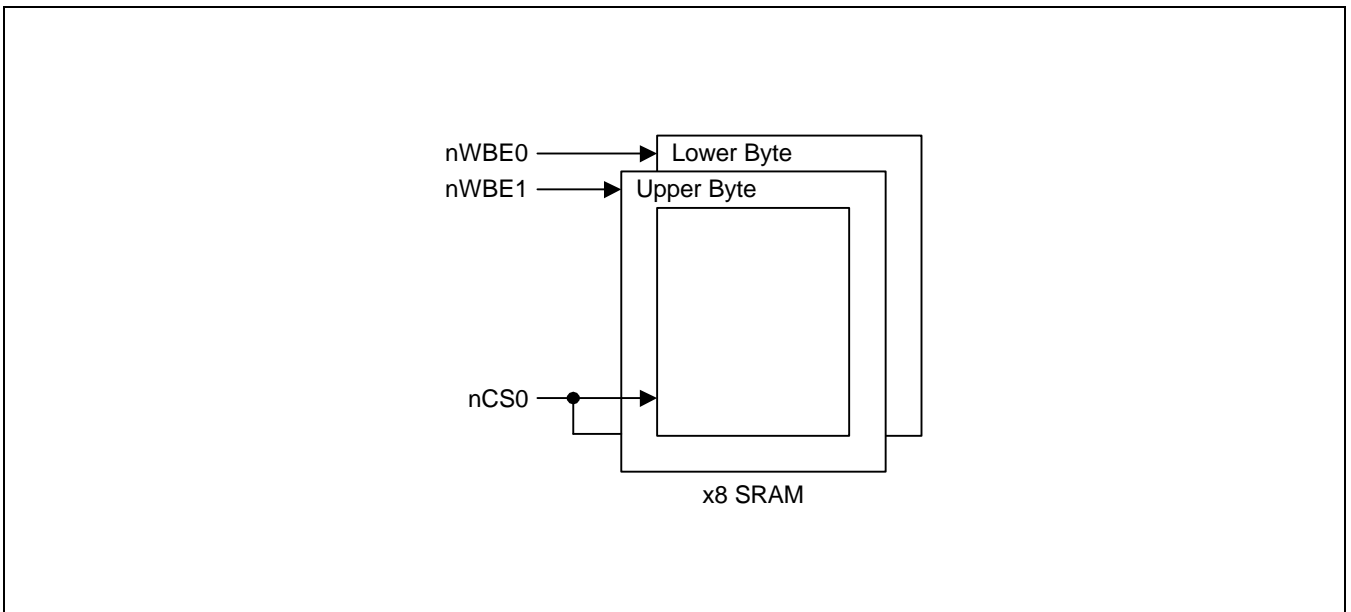 nWBE0
Lower Byte
nWBE1
Upper Byte
nCS0
x8 SRAM